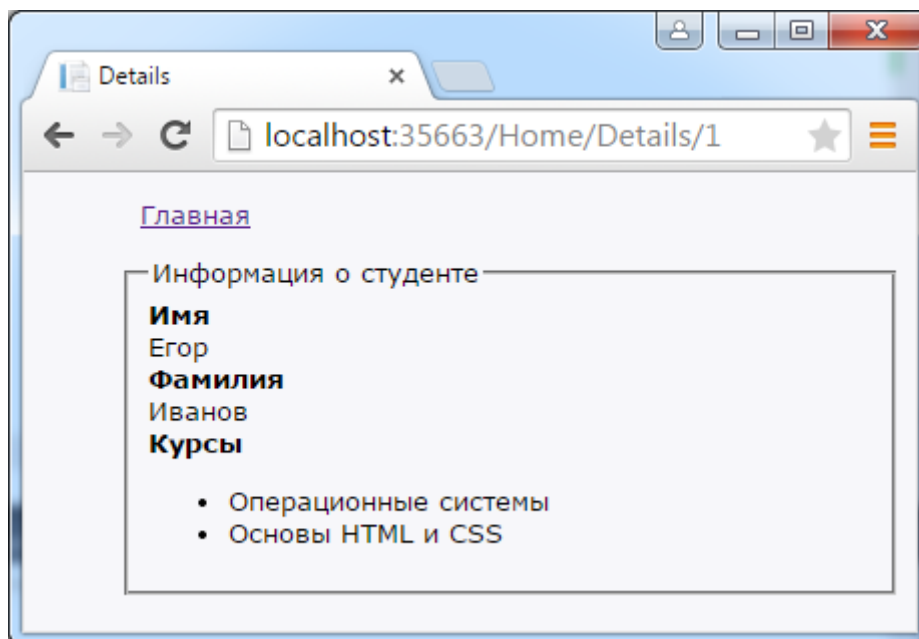 Details
localhost:35663/Home/Details/1
Главная
Информация о студенте
Имя
Егор
Фамилия
Иванов
Курсы
Операционные системы
Основы HTML и CSS